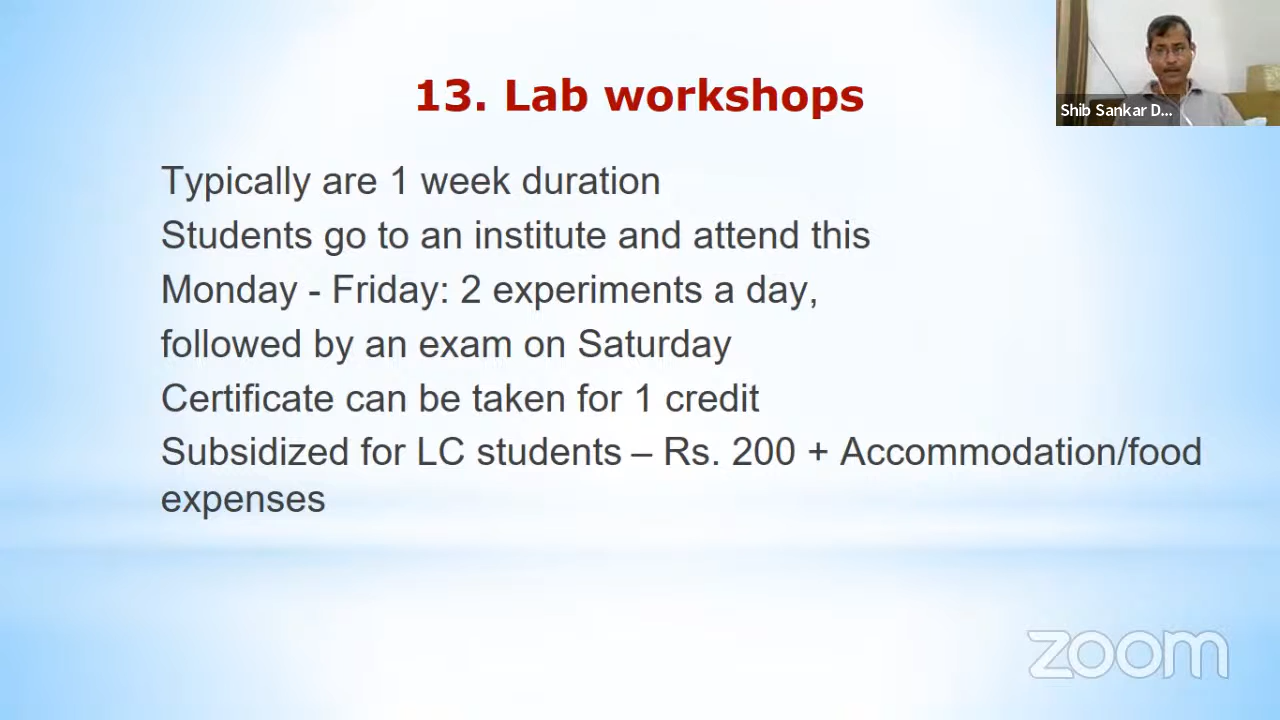 13. Lab workshops
Shib Sankar D...
Typically are 1 week duration
Students go to an institute and attend this
Monday - Friday: 2 experiments a day,
followed by an exam on Saturday
Certificate can be taken for 1 credit
Subsidized for LC students – Rs. 200 + Accommodation/food
expenses
zoom